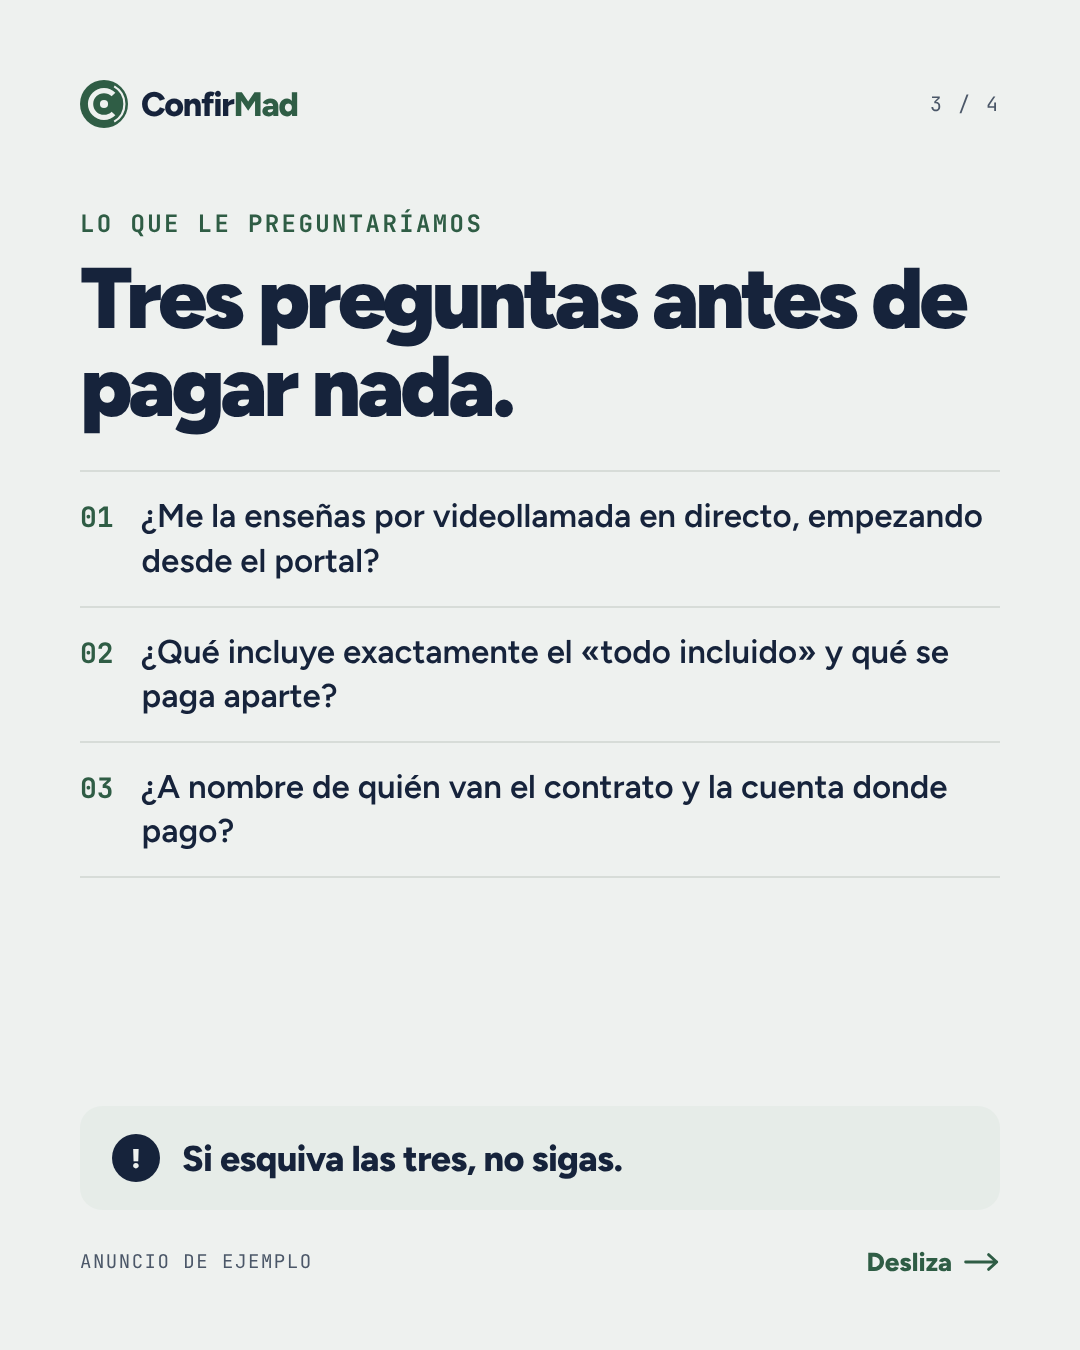 ConfirMad
3 / 4
LO QUE LE PREGUNTARÍAMOS
Tres preguntas antes de
pagar nada.
01 ¿Me la enseñas por videollamada en directo, empezando
desde el portal?
02 ¿Qué incluye exactamente el «todo incluido» y qué se
paga aparte?
03 ¿A nombre de quién van el contrato y la cuenta donde
pago?
! Si esquiva las tres, no sigas.
ANUNCIO DE EJEMPLO
Desliza →